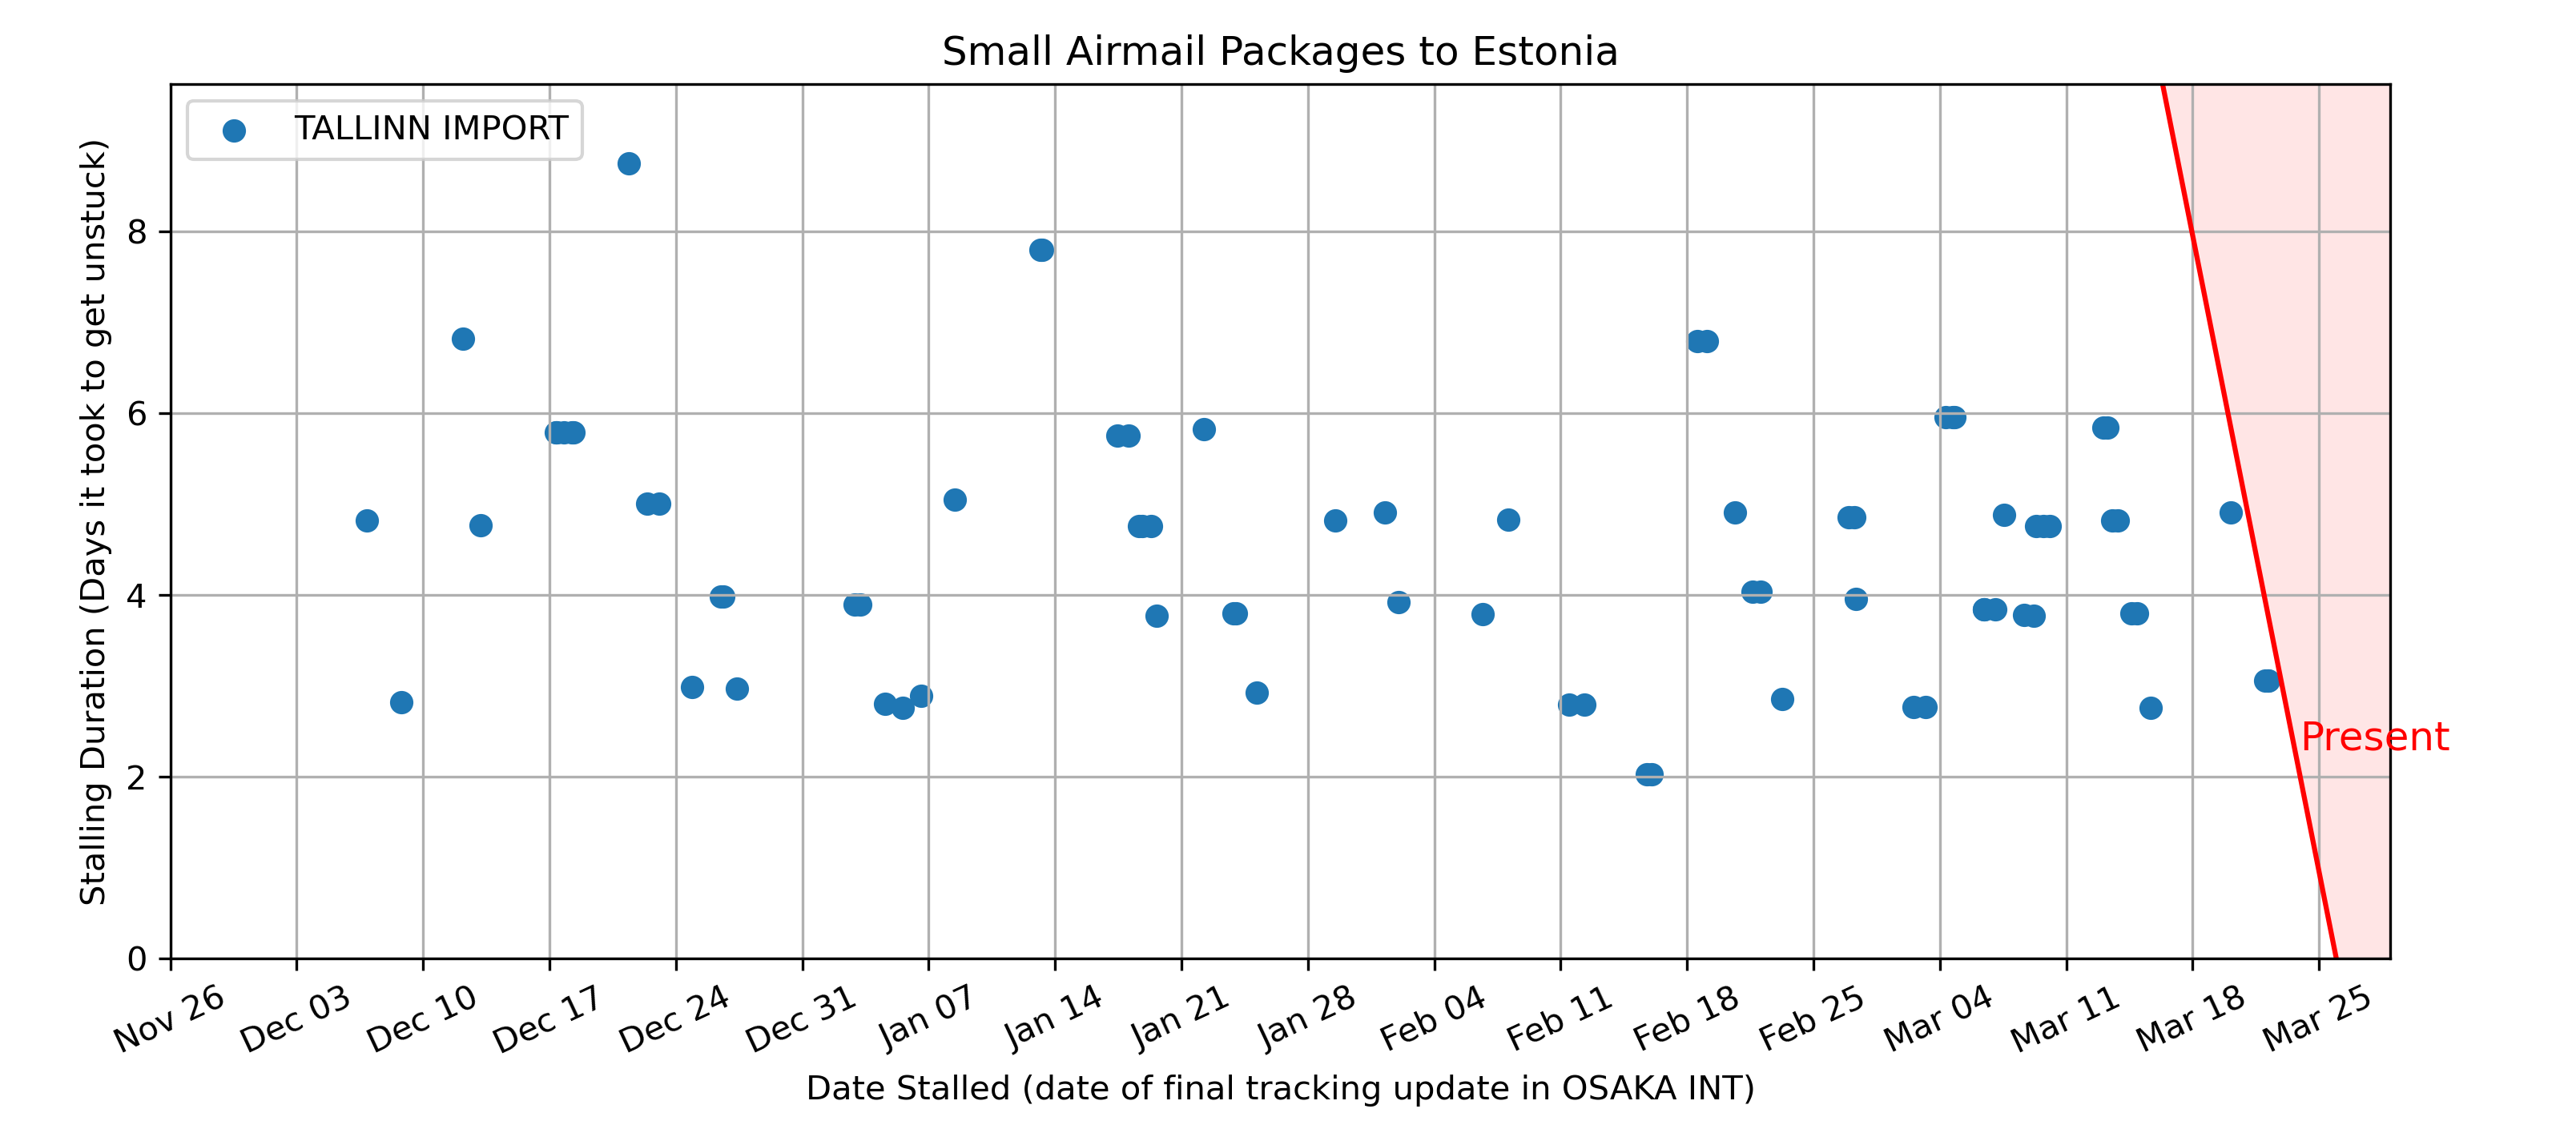 Small Airmail Packages to Estonia
TALLINN IMPORT
Stalling Duration (Days it took to get unstuck)
8
6
4
2
0
Present
Nov 26
Dec 03
Dec 10
Dec 17
Dec 24
Dec 31
Jan 07
Jan 14
Jan 21
Jan 28
Feb 04
Feb 11
Feb 18
Feb 25
Mar 04
Mar 11
Mar 18
Mar 25
Date Stalled (date of final tracking update in OSAKA INT)